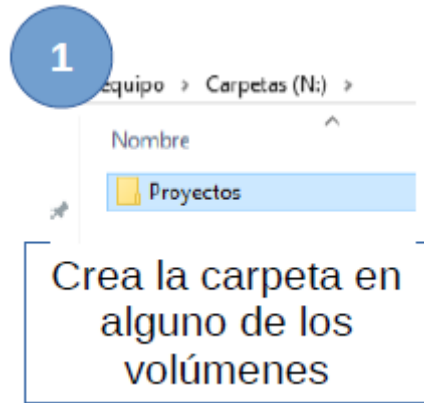 1
equipo > Carpetas (N:) >
Nombre
Proyectos
Crea la carpeta en
alguno de los
volúmenes